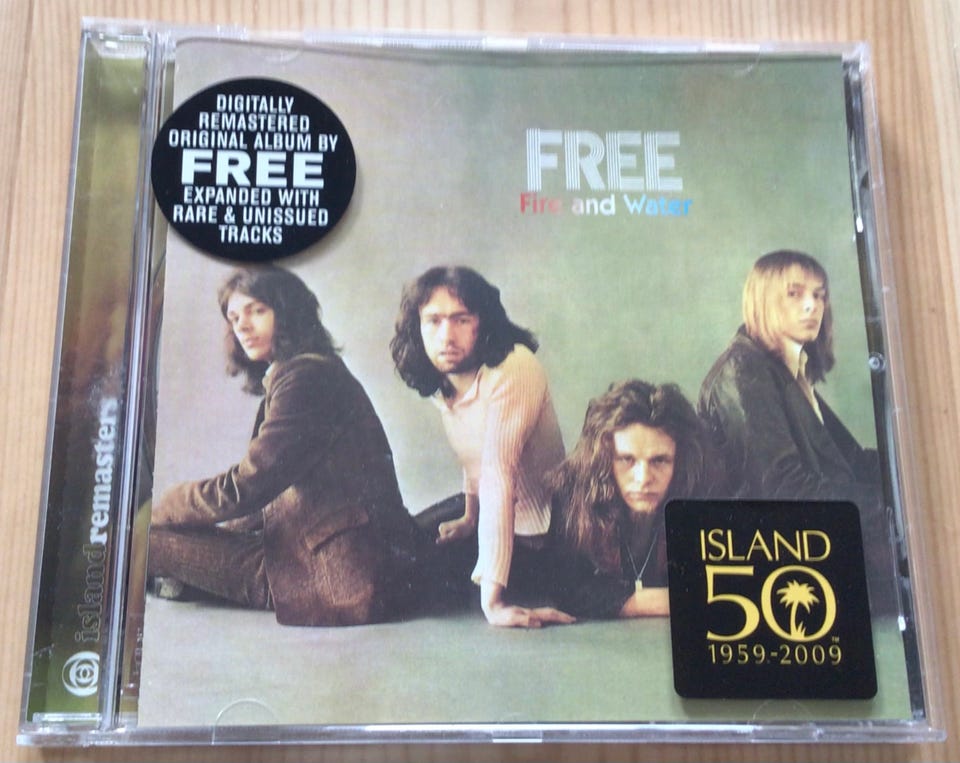 DIGITALLY
REMASTERED
ORIGINAL ALBUM BY
FREE
EXPANDED WITH
RARE & UNISSUED
TRACKS
FREE
Fire and Water
islandremasters
ISLAND
50
TM
1959-2009